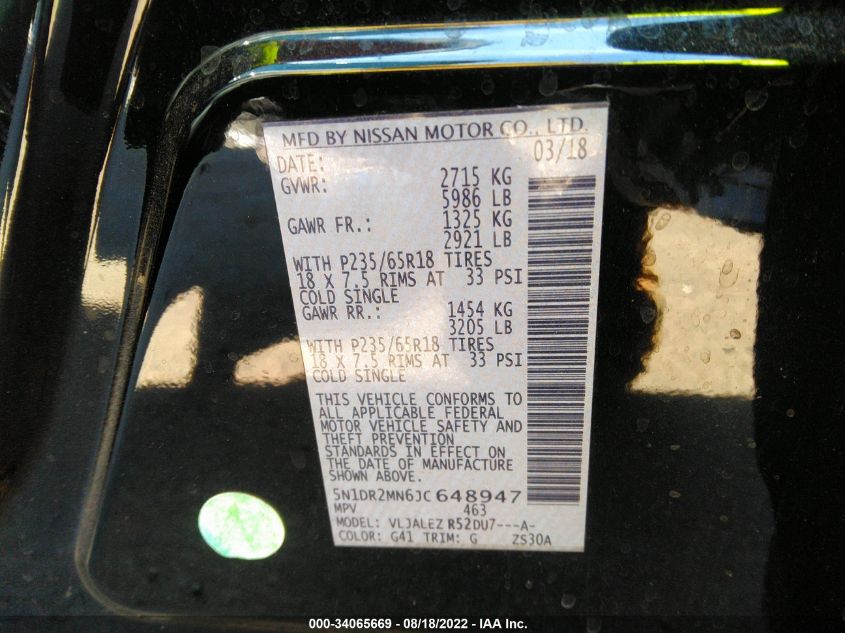 MFD BY NISSAN MOTOR CO., LTD.
DATE: 03/18
GVWR: 2715 KG
5986 LB
GAWR FR.: 1325 KG
2921 LB
WITH P235/65R18 TIRES
18 X 7.5 RIMS AT 33 PSI
COLD SINGLE
GAWR RR.: 1454 KG
3205 LB
WITH P235/65R18 TIRES
18 X 7.5 RIMS AT 33 PSI
COLD SINGLE
THIS VEHICLE CONFORMS TO
ALL APPLICABLE FEDERAL
MOTOR VEHICLE SAFETY AND
THEFT PREVENTION
STANDARDS IN EFFECT ON
THE DATE OF MANUFACTURE
SHOWN ABOVE.
5N1DR2MN6JC648947
MPV 463
MODEL: VLJALEZ R52DU7---A-
COLOR: G41 TRIM: G ZS30A
000-34065669 - 08/18/2022 - IAA Inc.